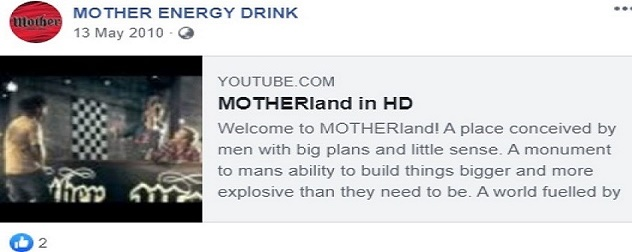 Mother
MOTHER ENERGY DRINK
13 May 2010 ·
YOUTUBE.COM
MOTHERland in HD
Welcome to MOTHERland! A place conceived by
men with big plans and little sense. A monument
to mans ability to build things bigger and more
explosive than they need to be. A world fuelled by
2